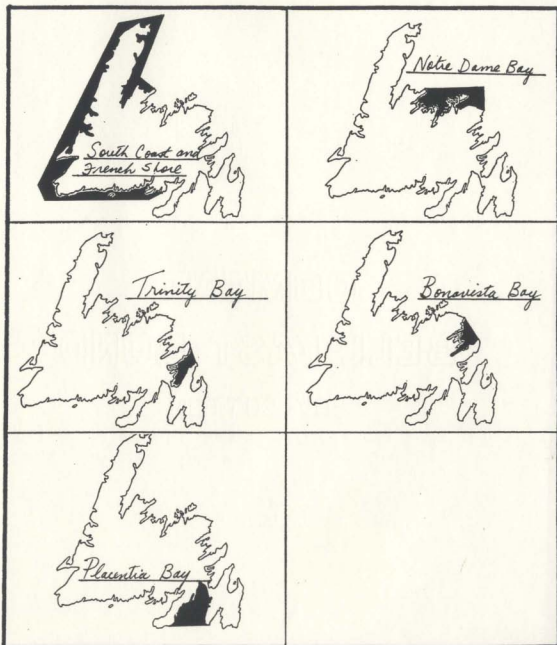 South Coast and
French Shore
Notre Dame Bay
Trinity Bay
Bonavista Bay
Placentia Bay